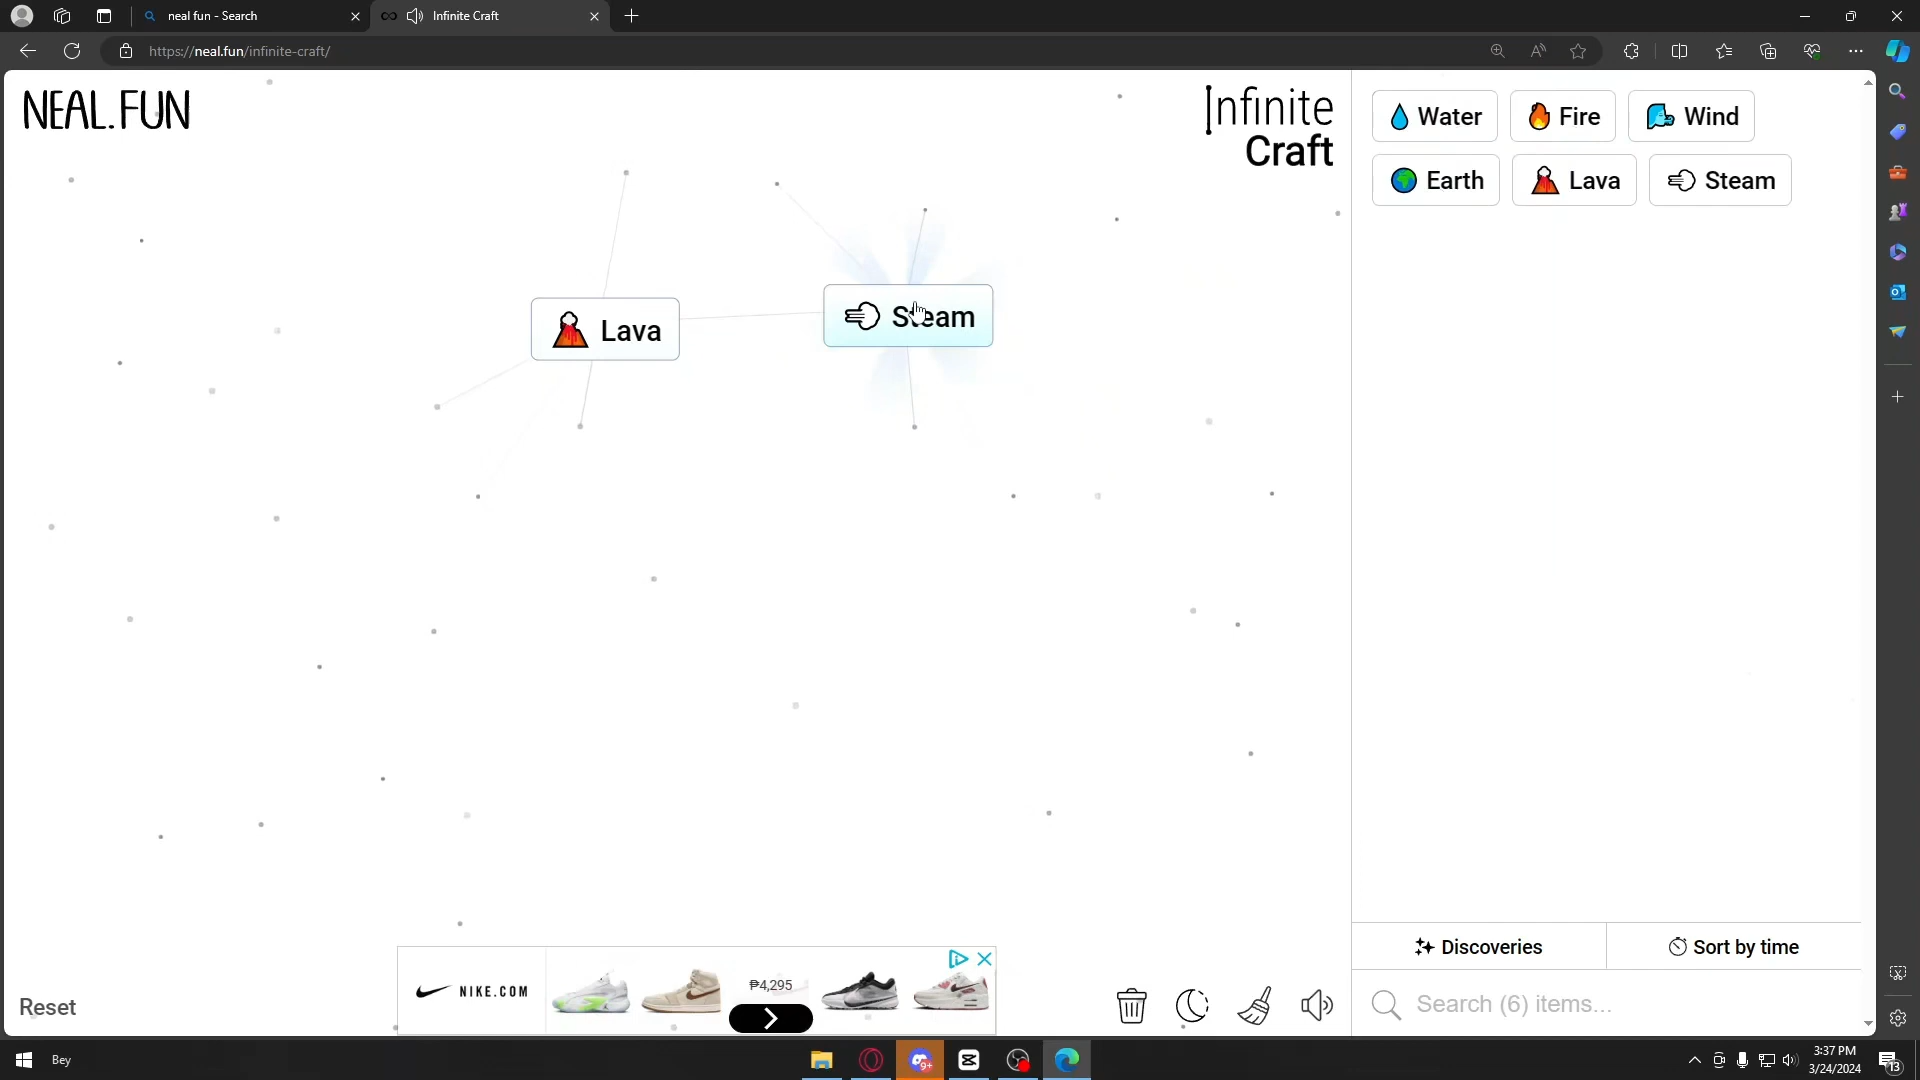 neal fun - Search
Infinite Craft
https://neal.fun/infinite-craft/
NEAL.FUN
Infinite
Craft
Water
Fire
Wind
Earth
Lava
Steam
Lava
Steam
Discoveries
Sort by time
Search (6) items...
Reset
NIKE.COM
₱4,295
Bey
9+
3:37 PM
3/24/2024
13